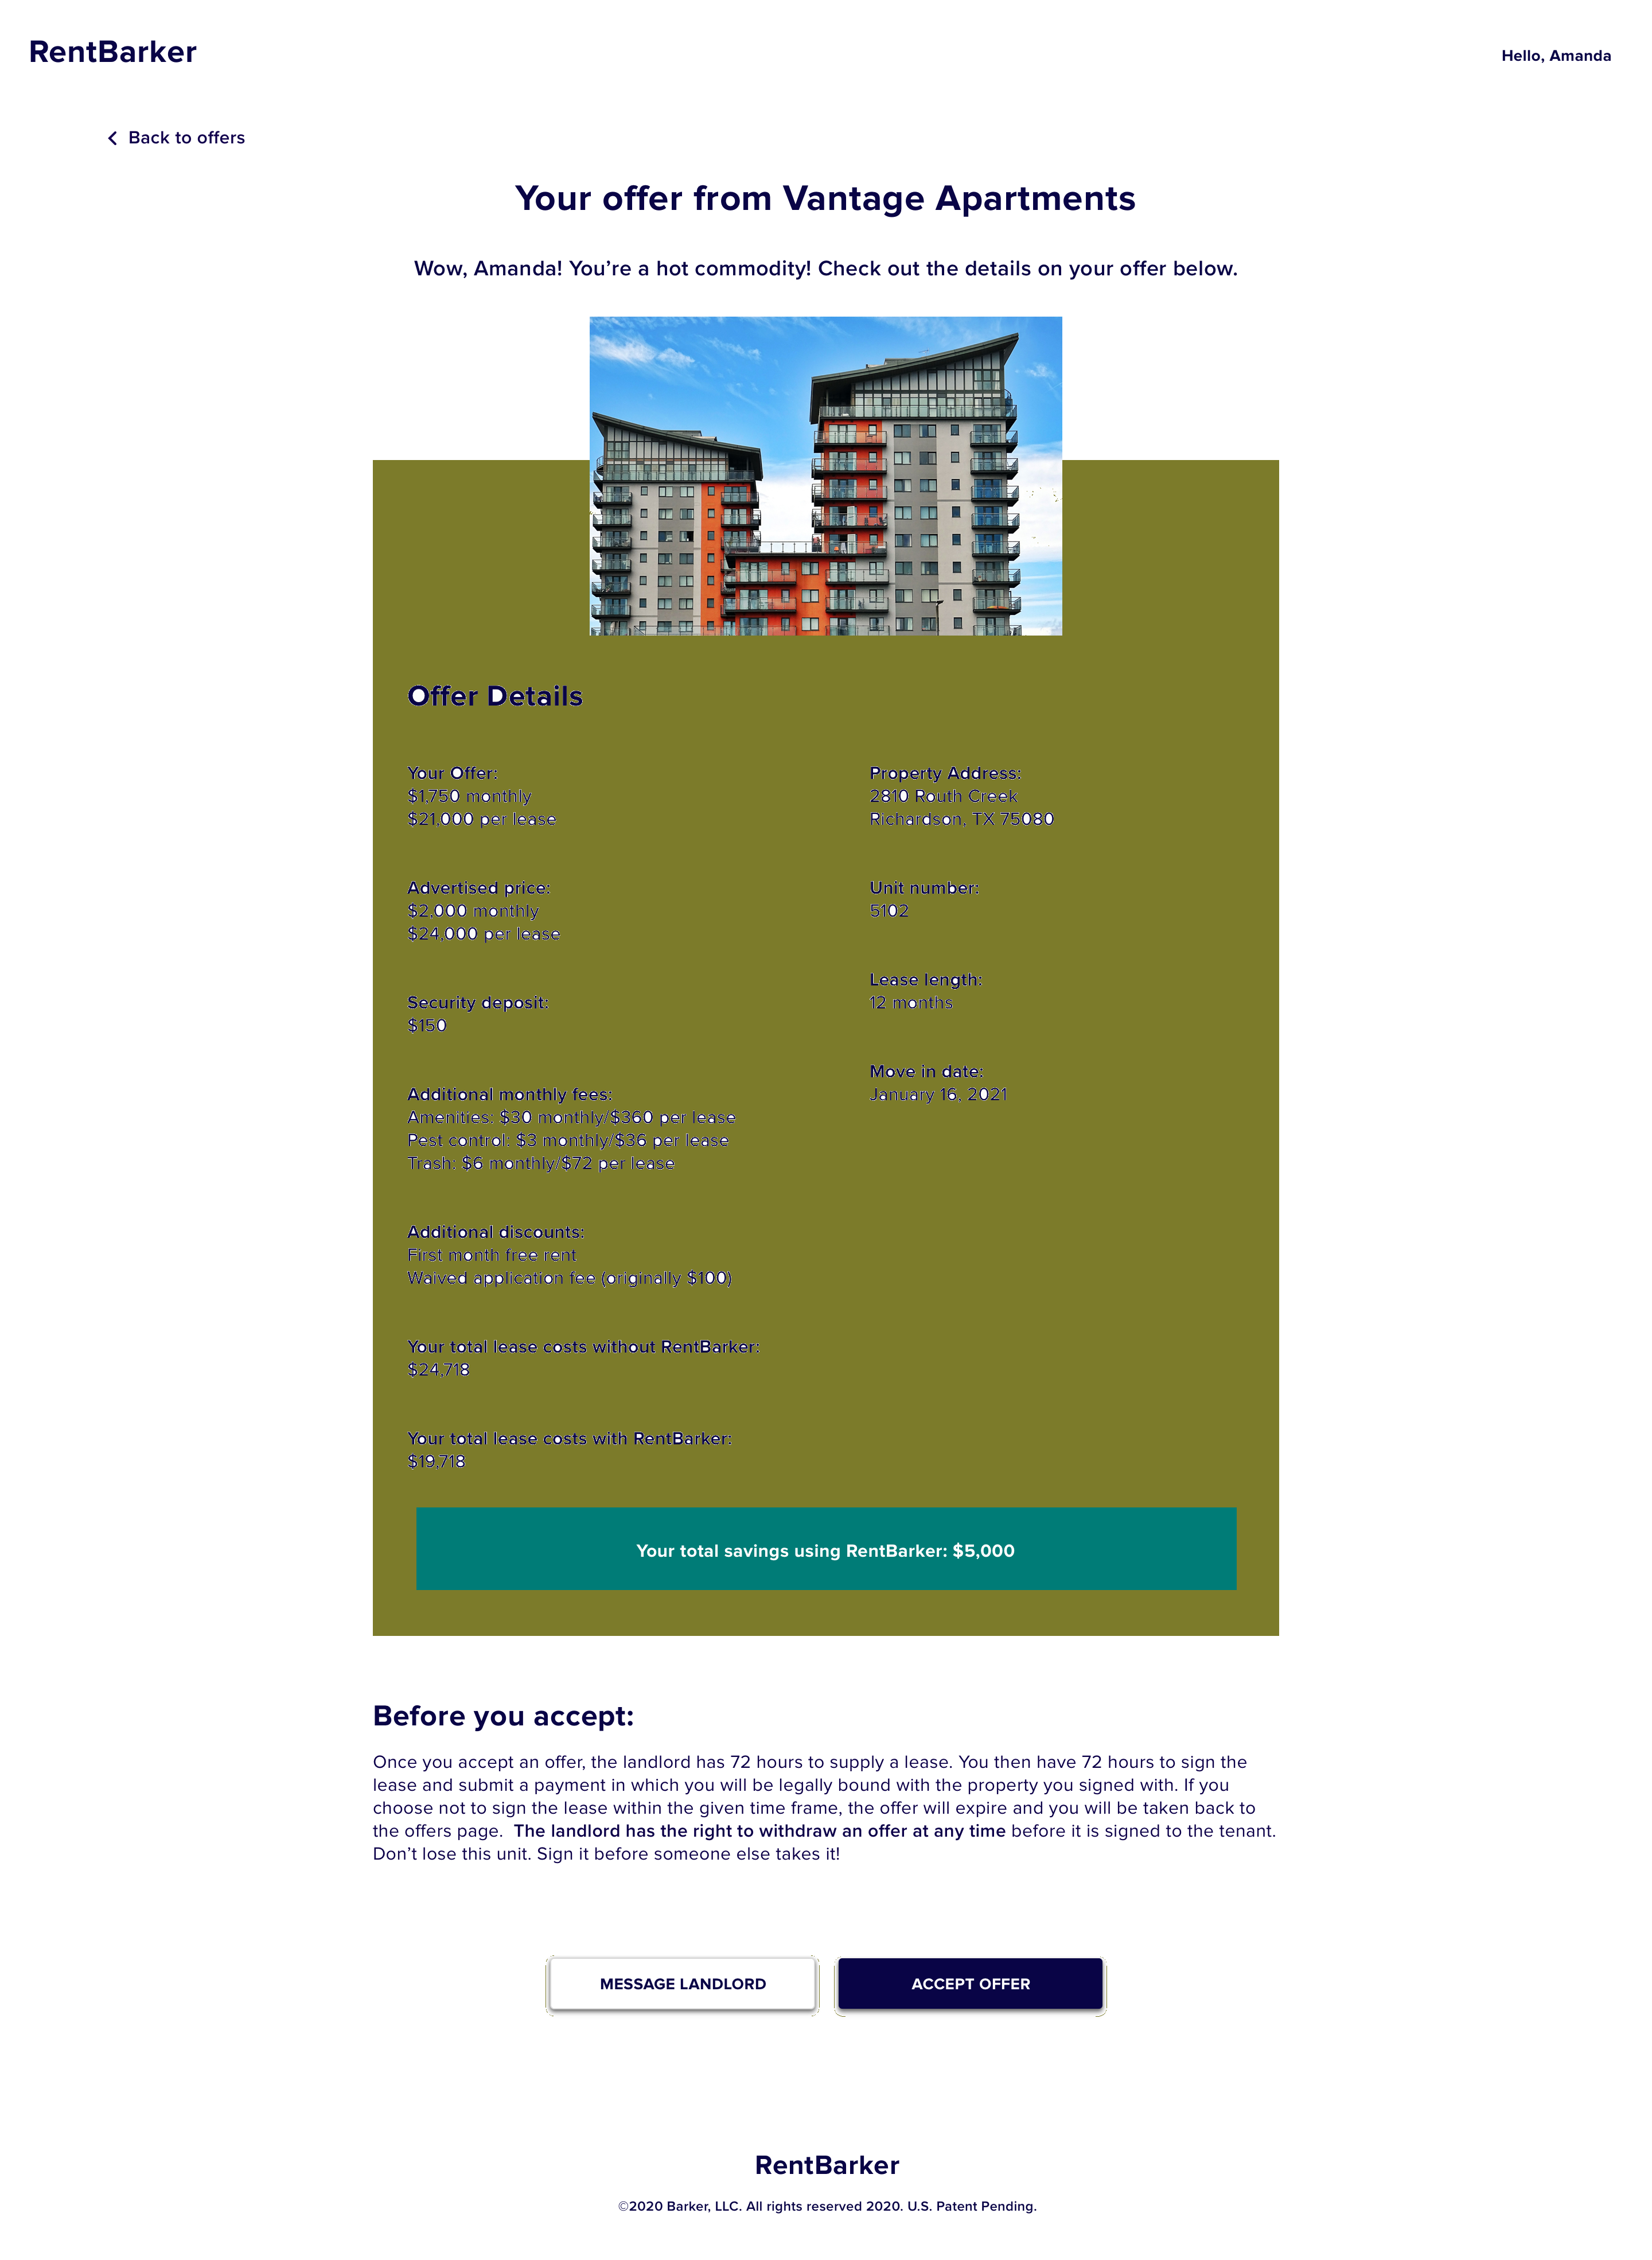 RentBarker
Hello, Amanda
Back to offers
Your offer from Vantage Apartments
Wow, Amanda! You’re a hot commodity! Check out the details on your offer below.
Offer Details
Your Offer:
$1,750 monthly
$21,000 per lease
Advertised price:
$2,000 monthly
$24,000 per lease
Security deposit:
$150
Additional monthly fees:
Amenities: $30 monthly/$360 per lease
Pest control: $3 monthly/$36 per lease
Trash: $6 monthly/$72 per lease
Additional discounts:
First month free rent
Waived application fee (originally $100)
Your total lease costs without RentBarker:
$24,718
Your total lease costs with RentBarker:
$19,718
Property Address:
2810 Routh Creek
Richardson, TX 75080
Unit number:
5102
Lease length:
12 months
Move in date:
January 16, 2021
Your total savings using RentBarker: $5,000
Before you accept:
Once you accept an offer, the landlord has 72 hours to supply a lease. You then have 72 hours to sign the
lease and submit a payment in which you will be legally bound with the property you signed with. If you
choose not to sign the lease within the given time frame, the offer will expire and you will be taken back to
the offers page. The landlord has the right to withdraw an offer at any time before it is signed to the tenant.
Don’t lose this unit. Sign it before someone else takes it!
MESSAGE LANDLORD
ACCEPT OFFER
RentBarker
©2020 Barker, LLC. All rights reserved 2020. U.S. Patent Pending.